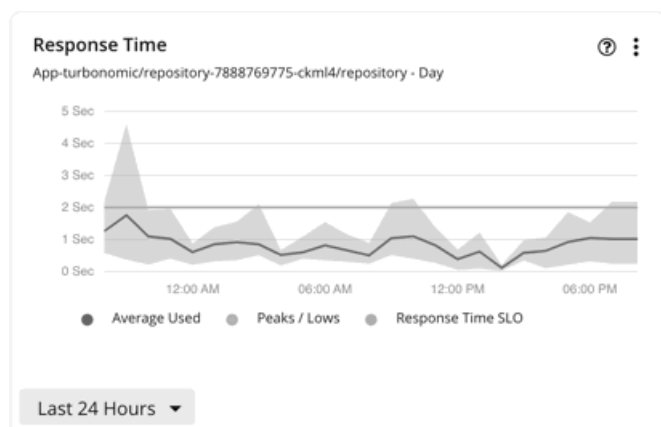 Response Time
App-turbonomic/repository-7888769775-ckml4/repository - Day
5 Sec
4 Sec
3 Sec
2 Sec
1 Sec
0 Sec
12:00 AM 06:00 AM 12:00 PM 06:00 PM
Average Used Peaks / Lows Response Time SLO
Last 24 Hours